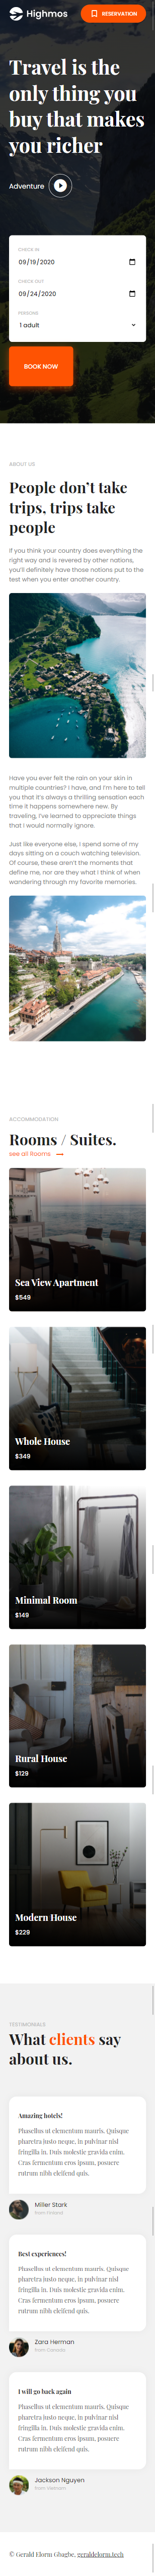 Highmos
RESERVATION
Travel is the
only thing you
buy that makes
you richer
Adventure
CHECK IN
09/19/2020
CHECK OUT
09/24/2020
PERSONS
1 adult
BOOK NOW
ABOUT US
People don't take
trips, trips take
people
If you think your country does everything the
right way and is revered by other nations,
you'll definitely have those notions put to the
test when you enter another country.
Have you ever felt the rain on your skin in
multiple countries? I have, and I'm here to tell
you that it's always a thrilling sensation each
time it happens somewhere new. By
traveling, I've learned to appreciate things
that I would normally ignore.
Just like everyone else, I spend some of my
days sitting on a couch watching television.
Of course, these aren't the moments that
define me, nor are they what I think of when
wandering through my favorite memories.
ACCOMMODATION
Rooms / Suites.
see all Rooms
Sea View Apartment
$549
Whole House
$349
Minimal Room
$149
Rural House
$129
Modern House
$229
TESTIMONIALS
What clients say
about us.
Amazing hotels!
Phasellus ut elementum mauris. Quisque
pharetra justo neque, in pulvinar nisl
fringilla in. Duis molestie gravida enim.
Cras fermentum eros ipsum, posuere
rutrum nibh eleifend quis.
Miller Stark
from Finland
Best experiences!
Phasellus ut elementum mauris. Quisque
pharetra justo neque, in pulvinar nisl
fringilla in. Duis molestie gravida enim.
Cras fermentum eros ipsum, posuere
rutrum nibh eleifend quis.
Zara Herman
from Canada
I will go back again
Phasellus ut elementum mauris. Quisque
pharetra justo neque, in pulvinar nisl
fringilla in. Duis molestie gravida enim.
Cras fermentum eros ipsum, posuere
rutrum nibh eleifend quis.
Jackson Nguyen
from Vietnam
© Gerald Elorm Gbagbe, geraldelorm.tech